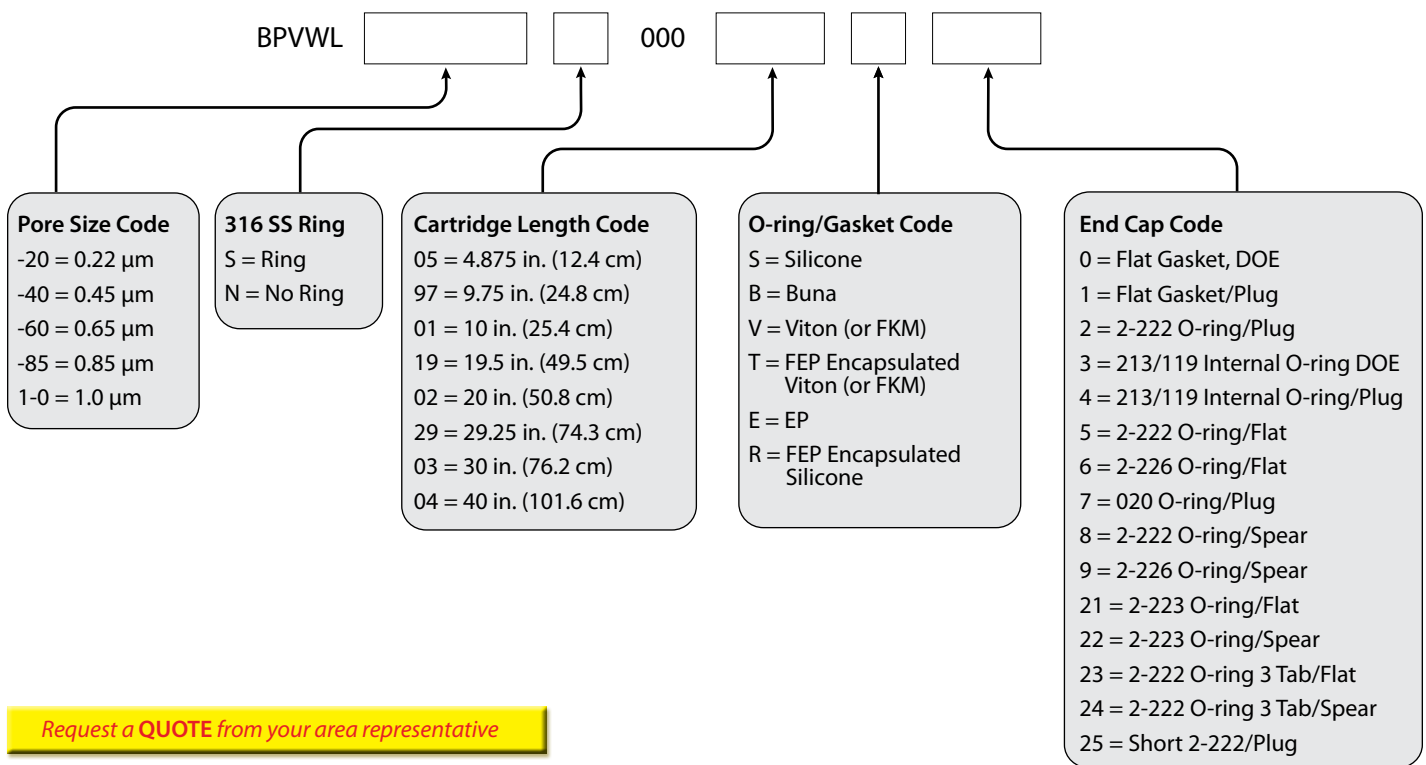 BPVWL 000
Pore Size Code
-20 = 0.22 µm
-40 = 0.45 µm
-60 = 0.65 µm
-85 = 0.85 µm
1-0 = 1.0 µm
316 SS Ring
S = Ring
N = No Ring
Cartridge Length Code
05 = 4.875 in. (12.4 cm)
97 = 9.75 in. (24.8 cm)
01 = 10 in. (25.4 cm)
19 = 19.5 in. (49.5 cm)
02 = 20 in. (50.8 cm)
29 = 29.25 in. (74.3 cm)
03 = 30 in. (76.2 cm)
04 = 40 in. (101.6 cm)
O-ring/Gasket Code
S = Silicone
B = Buna
V = Viton (or FKM)
T = FEP Encapsulated
Viton (or FKM)
E = EP
R = FEP Encapsulated
Silicone
End Cap Code
0 = Flat Gasket, DOE
1 = Flat Gasket/Plug
2 = 2-222 O-ring/Plug
3 = 213/119 Internal O-ring DOE
4 = 213/119 Internal O-ring/Plug
5 = 2-222 O-ring/Flat
6 = 2-226 O-ring/Flat
7 = 020 O-ring/Plug
8 = 2-222 O-ring/Spear
9 = 2-226 O-ring/Spear
21 = 2-223 O-ring/Flat
22 = 2-223 O-ring/Spear
23 = 2-222 O-ring 3 Tab/Flat
24 = 2-222 O-ring 3 Tab/Spear
25 = Short 2-222/Plug
Request a QUOTE from your area representative